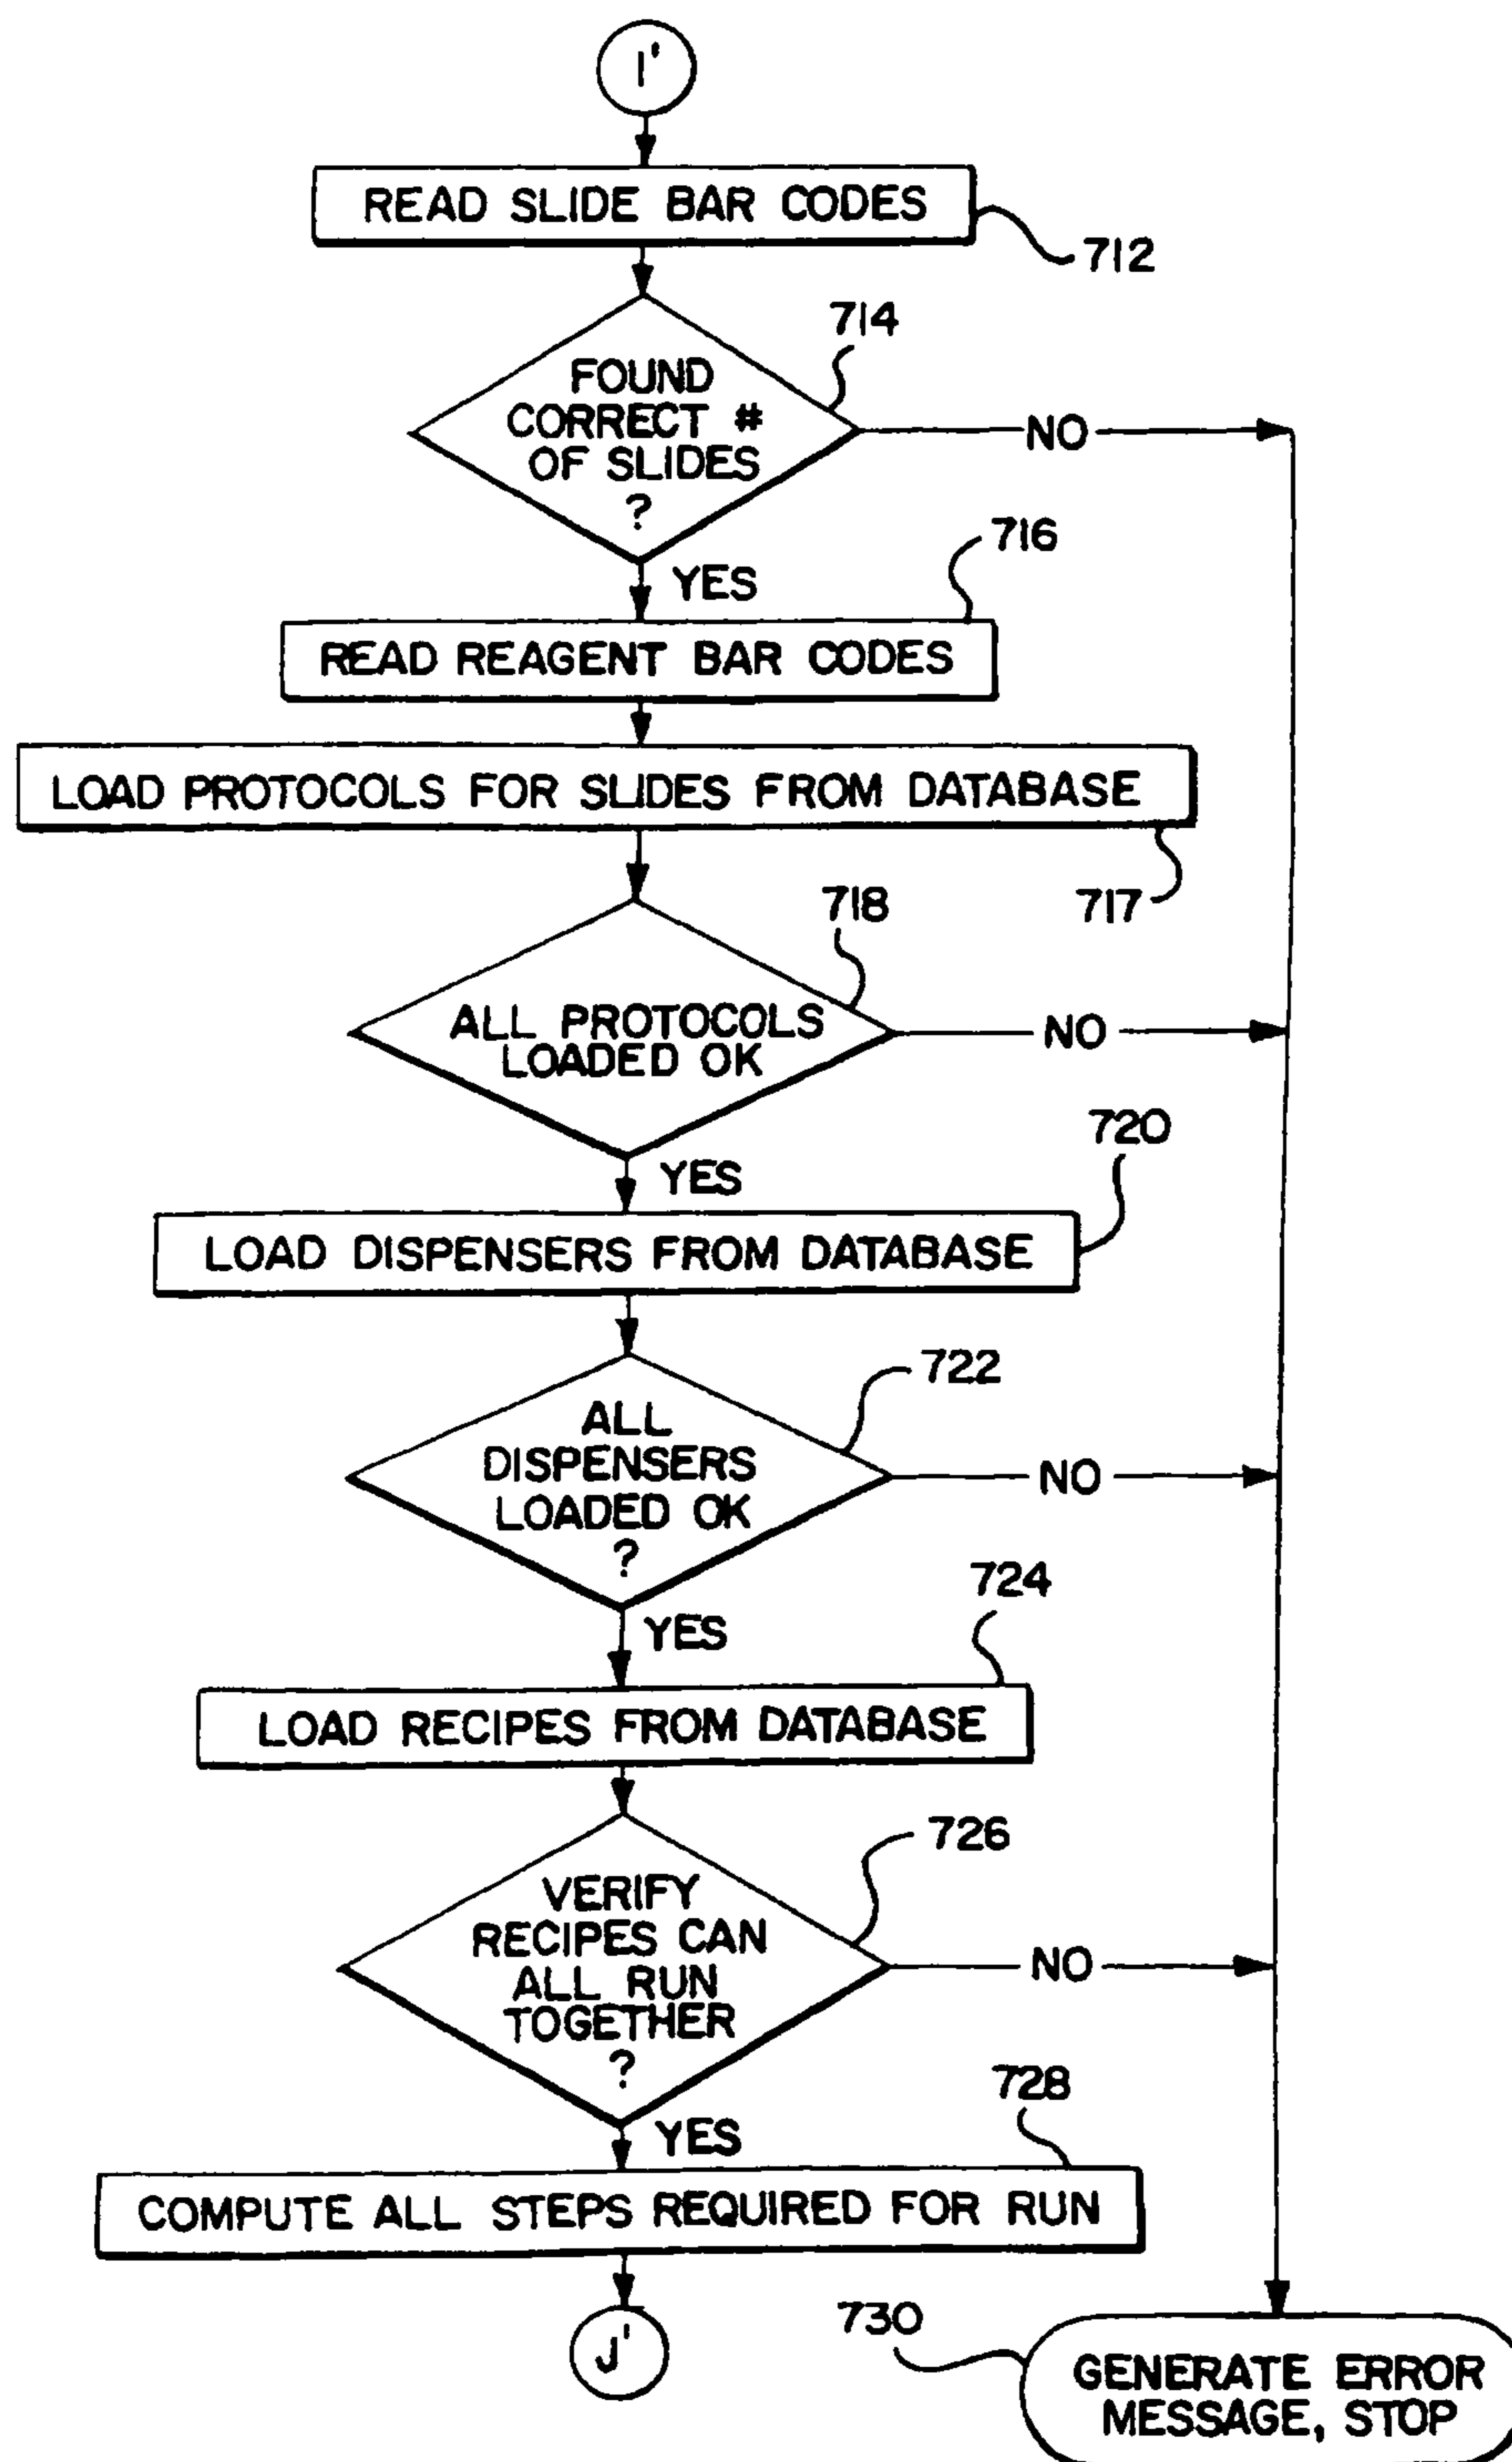 I'
READ SLIDE BAR CODES
712
714
FOUND
CORRECT #
OF SLIDES
?
NO
YES
716
READ REAGENT BAR CODES
LOAD PROTOCOLS FOR SLIDES FROM DATABASE
717
718
ALL PROTOCOLS
LOADED OK
NO
YES
720
LOAD DISPENSERS FROM DATABASE
722
ALL
DISPENSERS
LOADED OK
?
NO
YES
724
LOAD RECIPES FROM DATABASE
726
VERIFY
RECIPES CAN
ALL RUN
TOGETHER
?
NO
YES
728
COMPUTE ALL STEPS REQUIRED FOR RUN
J'
730
GENERATE ERROR
MESSAGE, STOP